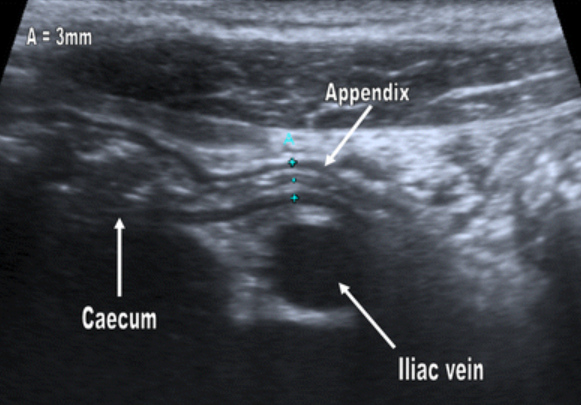 A = 3mm
Appendix
A
Caecum
Iliac vein